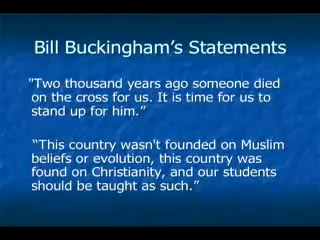 Bill Buckingham’s Statements
"Two thousand years ago someone died
on the cross for us. It is time for us to
stand up for him.”
“This country wasn't founded on Muslim
beliefs or evolution, this country was
found on Christianity, and our students
should be taught as such.”